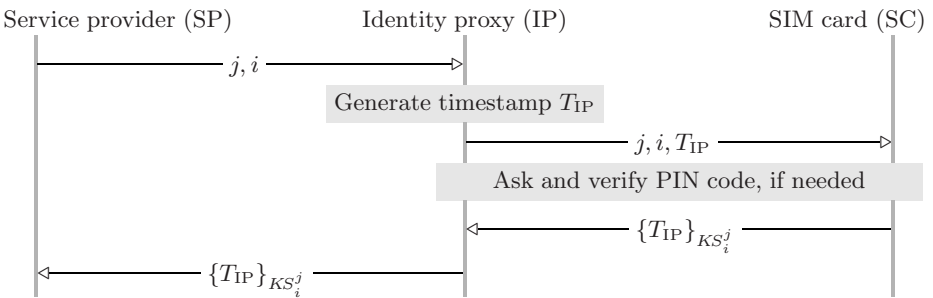 Service provider (SP) Identity proxy (IP) SIM card (SC)
j, i
Generate timestamp T_IP
j, i, T_IP
Ask and verify PIN code, if needed
{T_IP}_{KS_i^j}
{T_IP}_{KS_i^j}